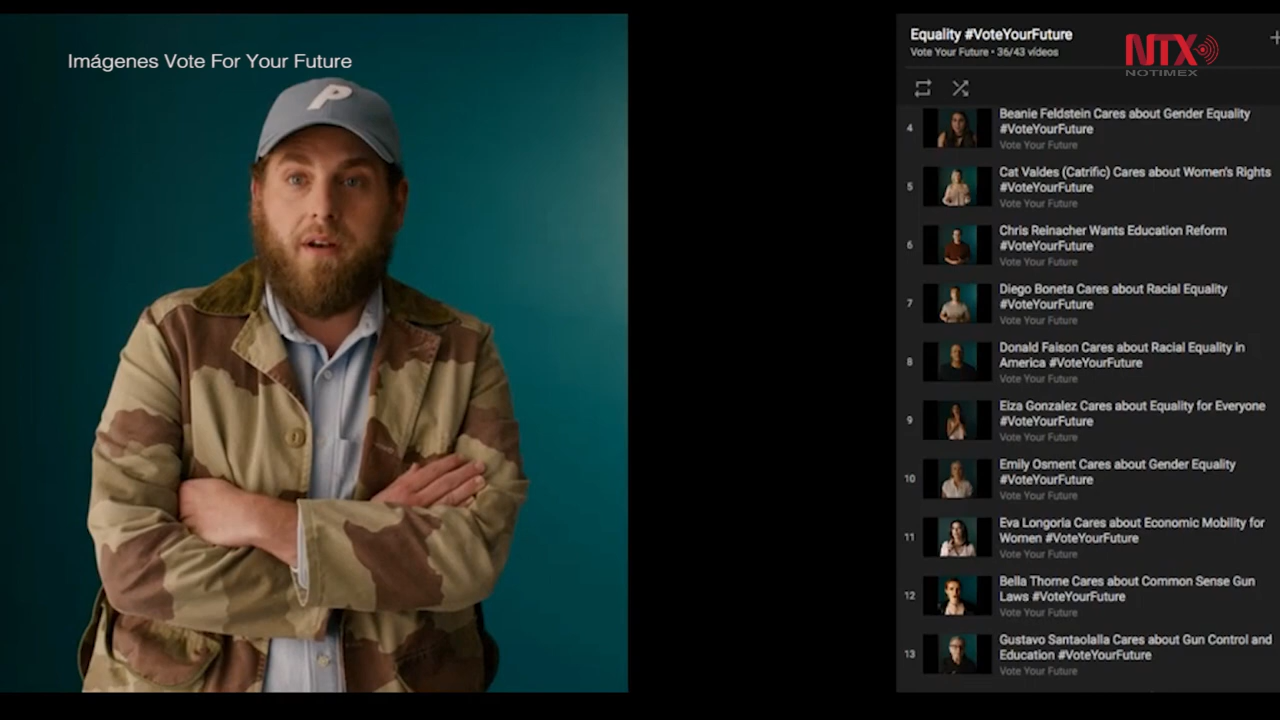 Imágenes Vote For Your Future
P
Equality #VoteYourFuture
Vote Your Future • 36/43 vídeos
NTX
NOTIMEX
4
Beanie Feldstein Cares about Gender Equality
#VoteYourFuture
Vote Your Future
5
Cat Valdes (Catrific) Cares about Women's Rights
#VoteYourFuture
Vote Your Future
6
Chris Reinacher Wants Education Reform
#VoteYourFuture
Vote Your Future
7
Diego Boneta Cares about Racial Equality
#VoteYourFuture
Vote Your Future
8
Donald Faison Cares about Racial Equality in
America #VoteYourFuture
Vote Your Future
9
Eiza Gonzalez Cares about Equality for Everyone
#VoteYourFuture
Vote Your Future
10
Emily Osment Cares about Gender Equality
#VoteYourFuture
Vote Your Future
11
Eva Longoria Cares about Economic Mobility for
Women #VoteYourFuture
Vote Your Future
12
Bella Thorne Cares about Common Sense Gun
Laws #VoteYourFuture
Vote Your Future
13
Gustavo Santaolalla Cares about Gun Control and
Education #VoteYourFuture
Vote Your Future